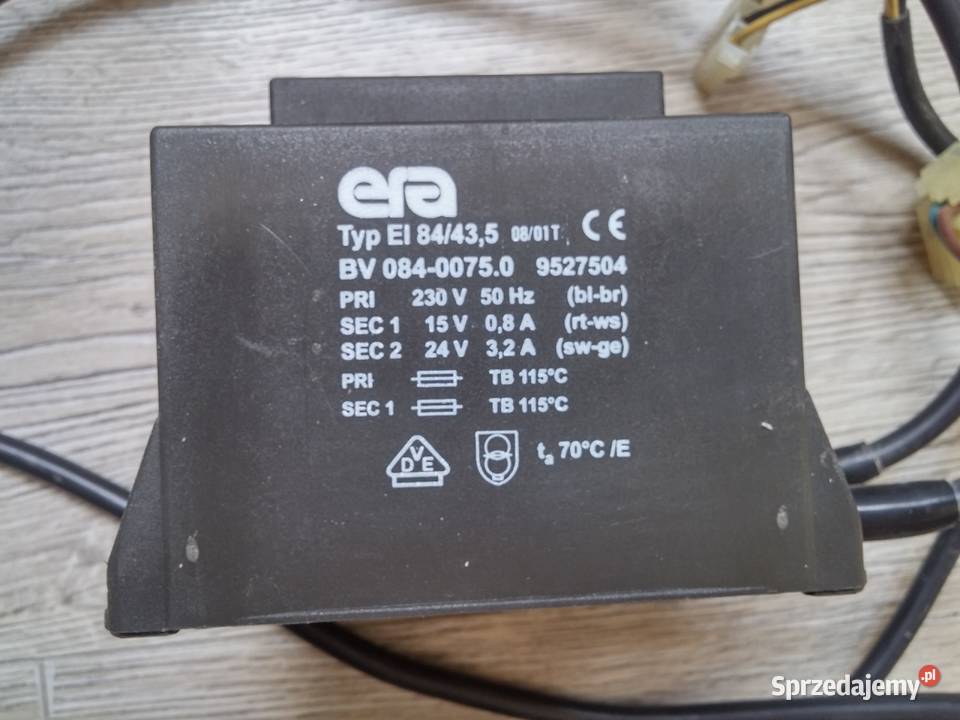 era
Typ EI 84/43,5 08/01T CE
BV 084-0075.0 9527504
PRI 230 V 50 Hz (bl-br)
SEC 1 15 V 0,8 A (rt-ws)
SEC 2 24 V 3,2 A (sw-ge)
PRI TB 115°C
SEC 1 TB 115°C
VDE ta 70°C /E
Sprzedajemy.pl